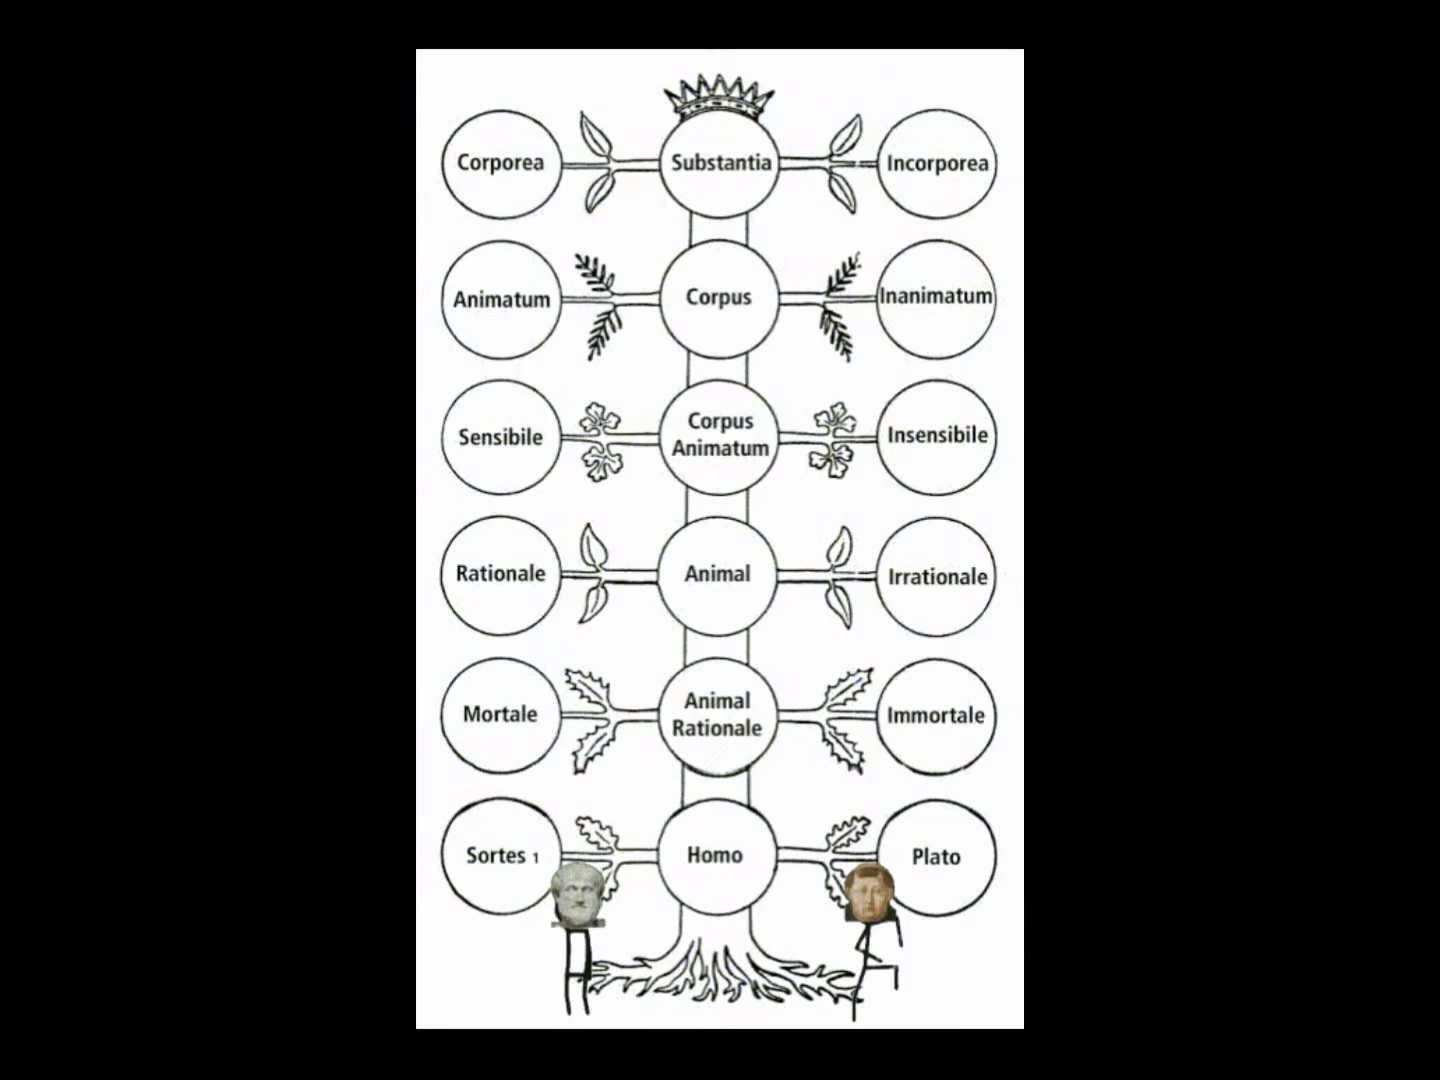 Corporea
Substantia
Incorporea
Animatum
Corpus
Inanimatum
Sensibile
Corpus
Animatum
Insensibile
Rationale
Animal
Irrationale
Mortale
Animal
Rationale
Immortale
Sortes 1
Homo
Plato